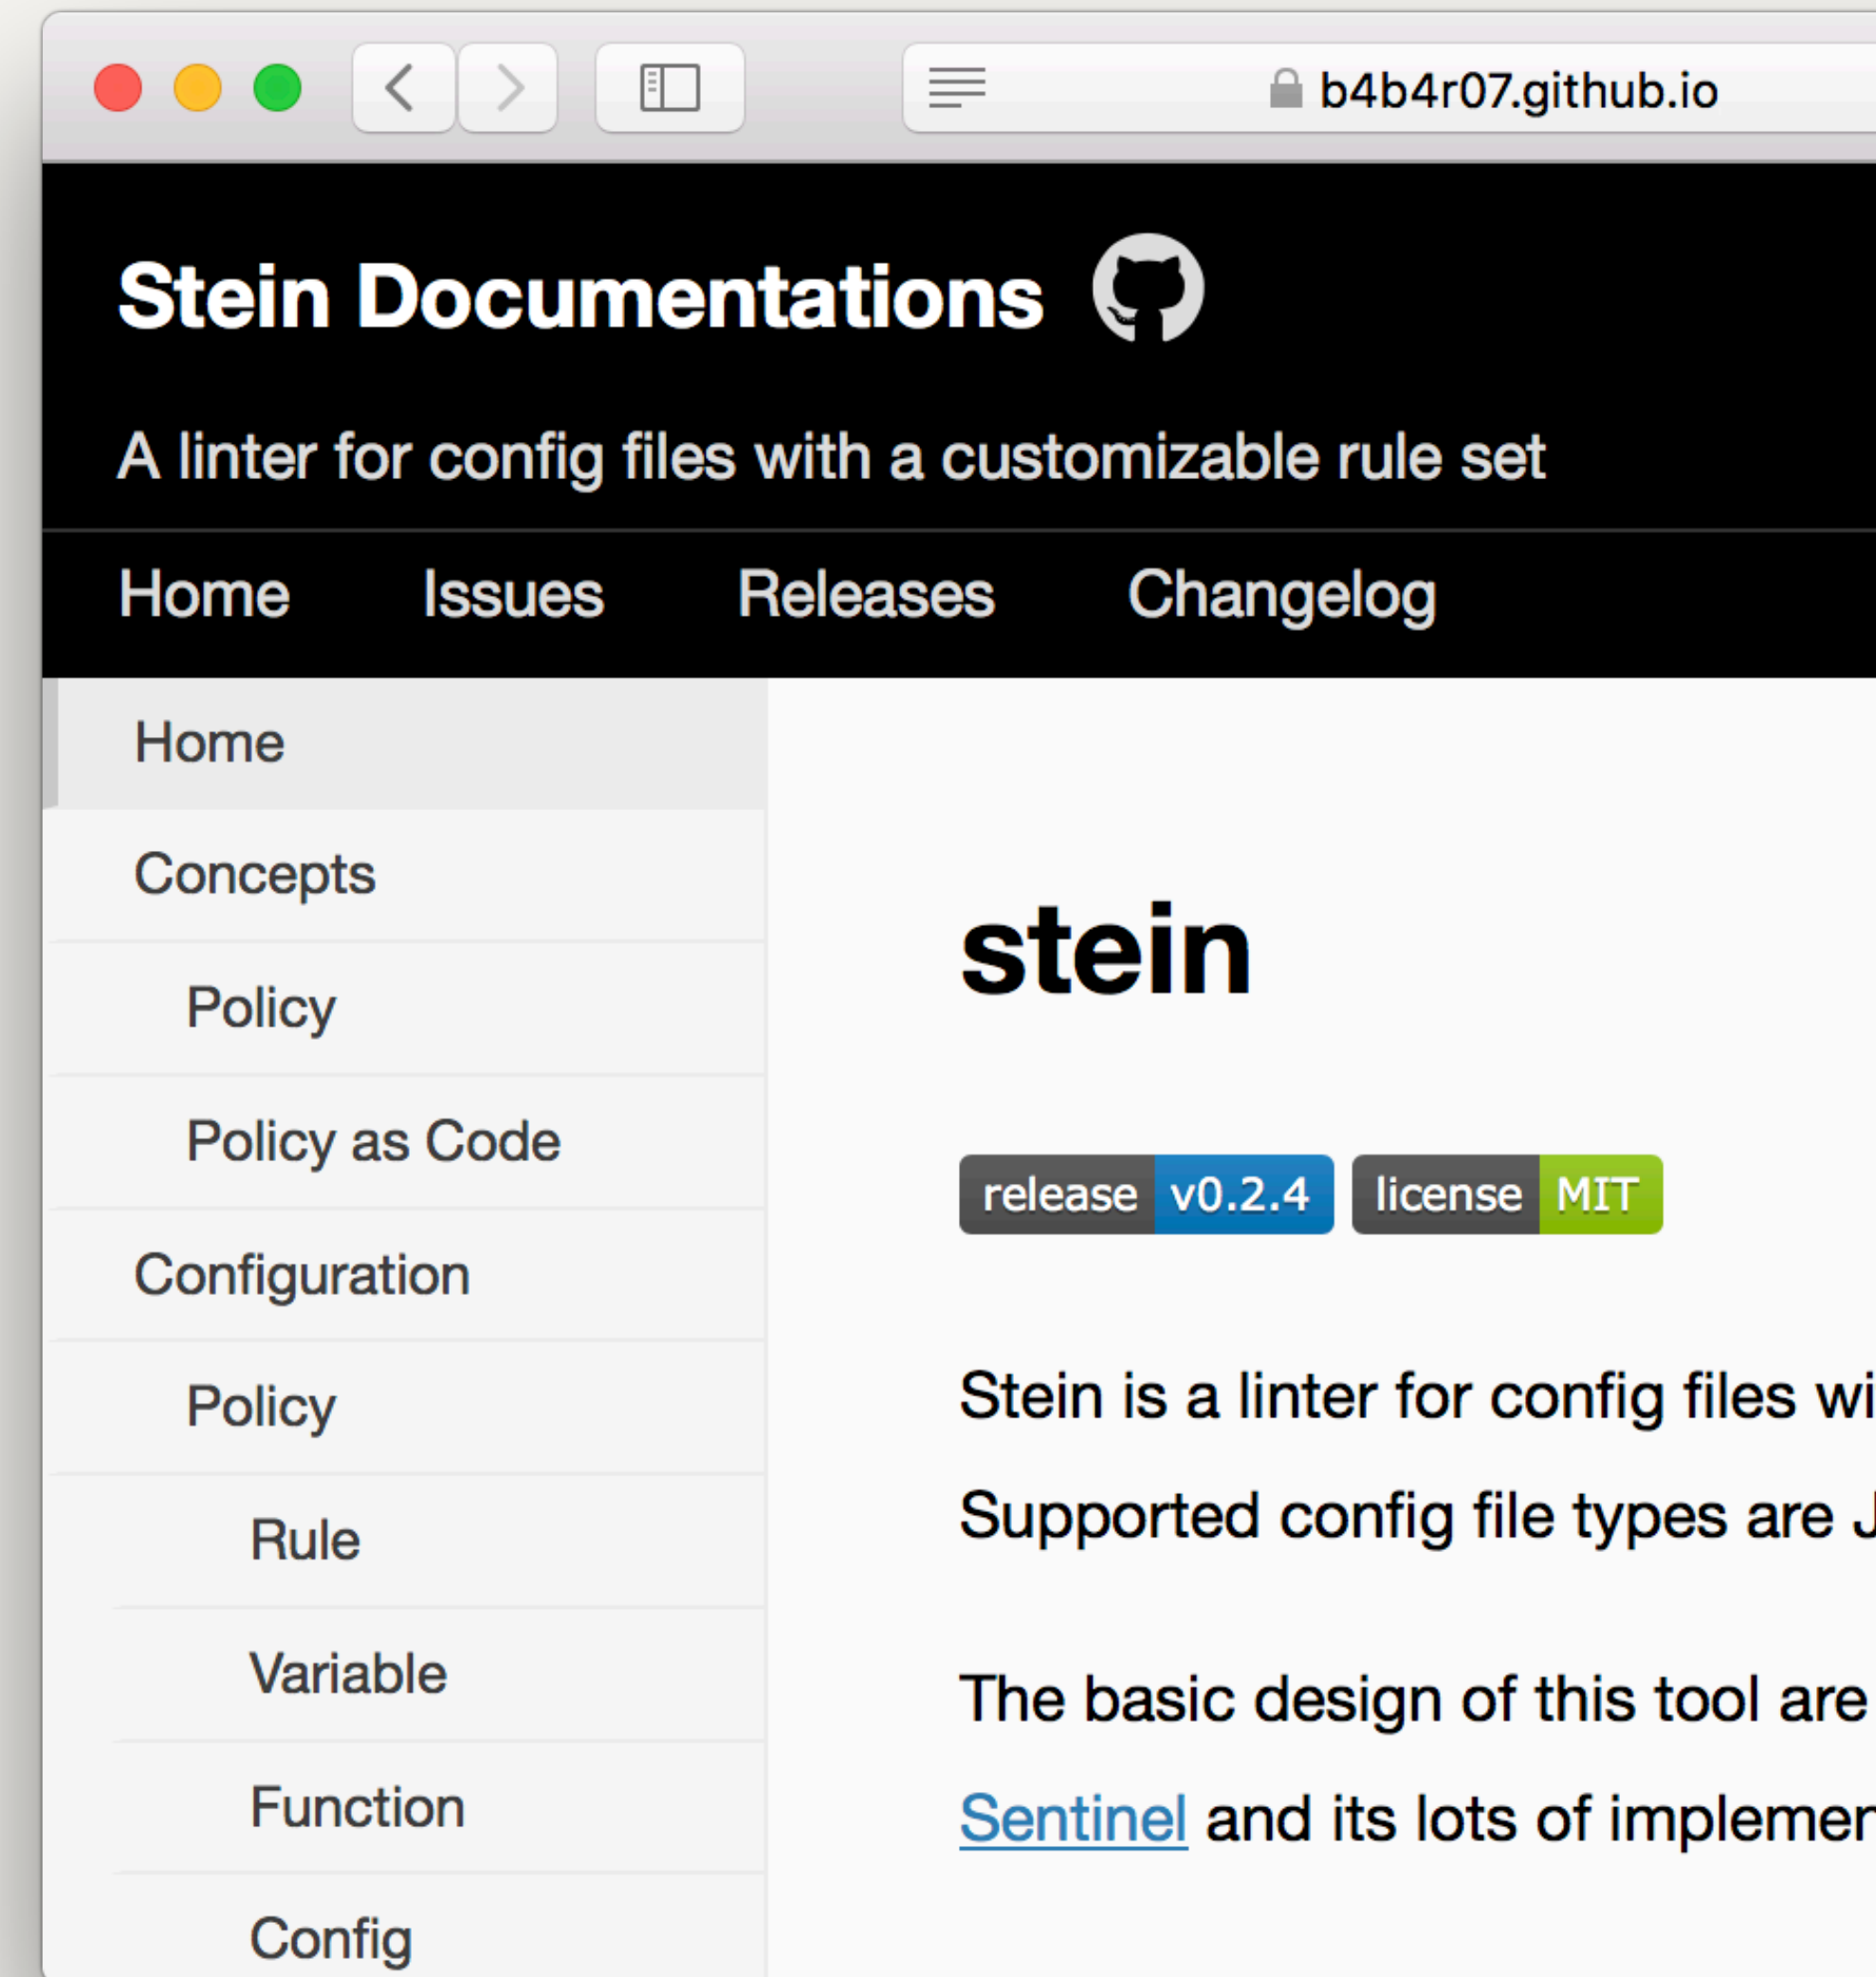 b4b4r07.github.io
Stein Documentations
A linter for config files with a customizable rule set
Home Issues Releases Changelog
Home
Concepts
Policy
Policy as Code
Configuration
Policy
Rule
Variable
Function
Config
stein
release v0.2.4 license MIT
Stein is a linter for config files
Supported config file types are
The basic design of this tool are
Sentinel and its lots of